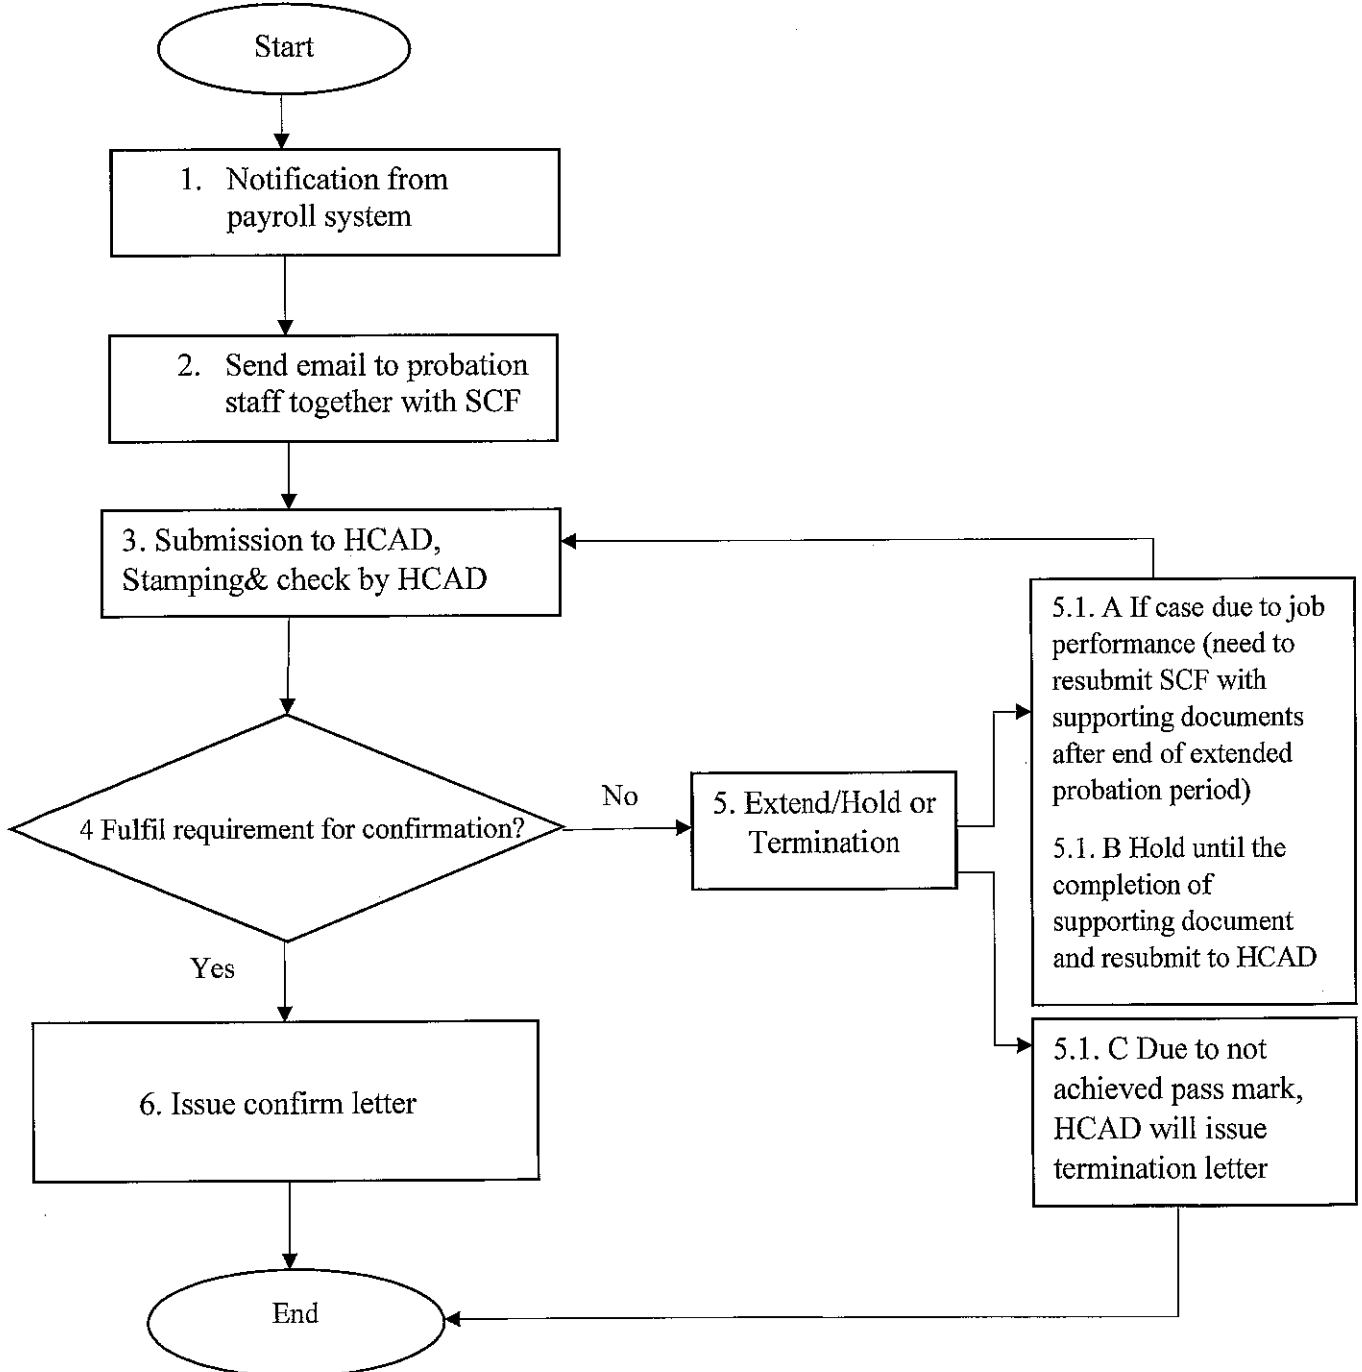 Start
1. Notification from
payroll system
2. Send email to probation
staff together with SCF
3. Submission to HCAD,
Stamping& check by HCAD
4 Fulfil requirement for confirmation?
No
Yes
5. Extend/Hold or
Termination
5.1. A If case due to job
performance (need to
resubmit SCF with
supporting documents
after end of extended
probation period)
5.1. B Hold until the
completion of
supporting document
and resubmit to HCAD
5.1. C Due to not
achieved pass mark,
HCAD will issue
termination letter
6. Issue confirm letter
End